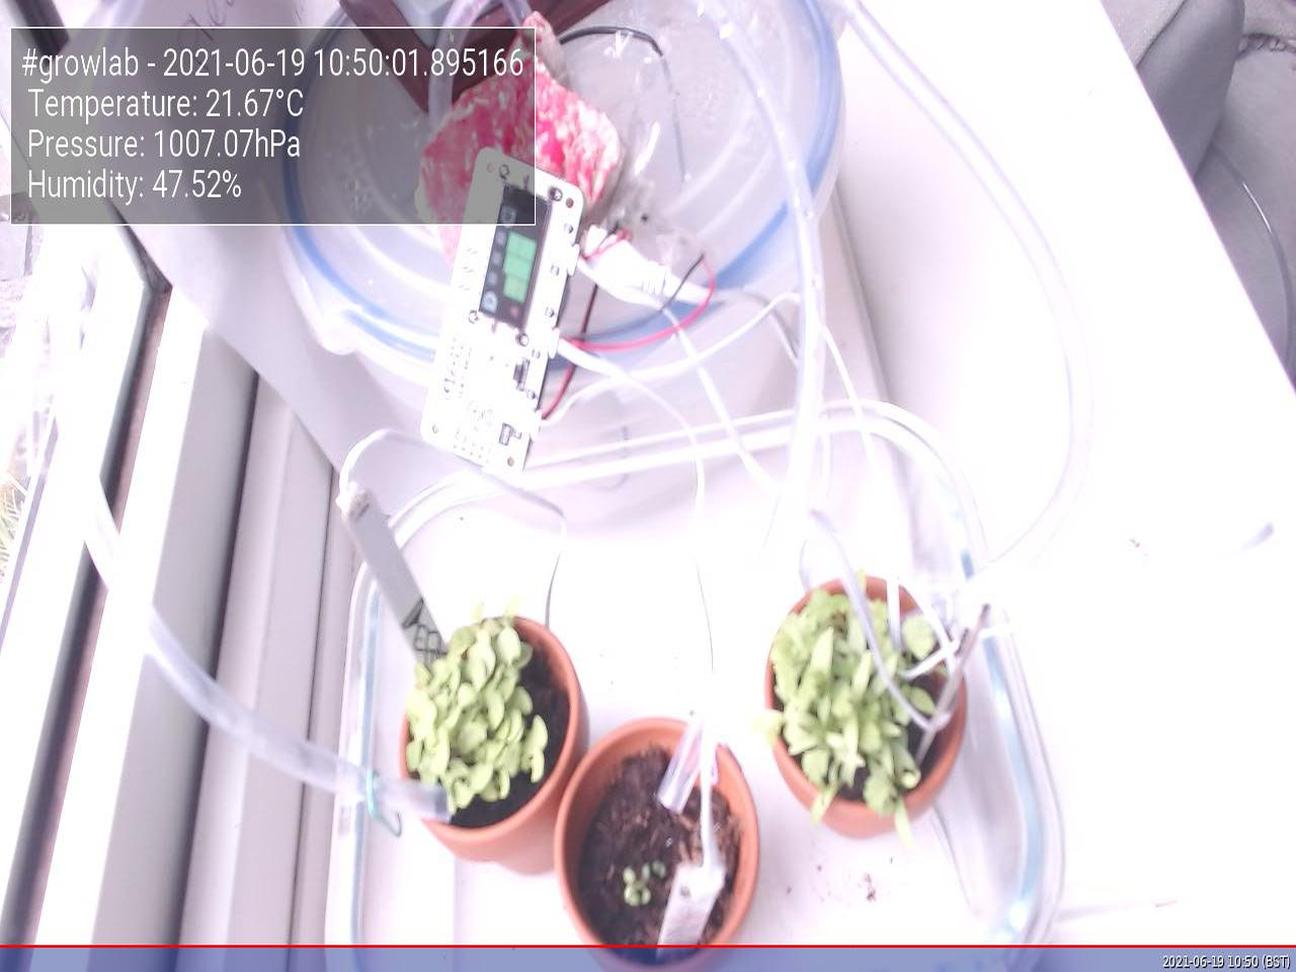 #growlab - 2021-06-19 10:50:01.895166
Temperature: 21.67°C
Pressure: 1007.07hPa
Humidity: 47.52%
2021-06-19 10:50 (BST)